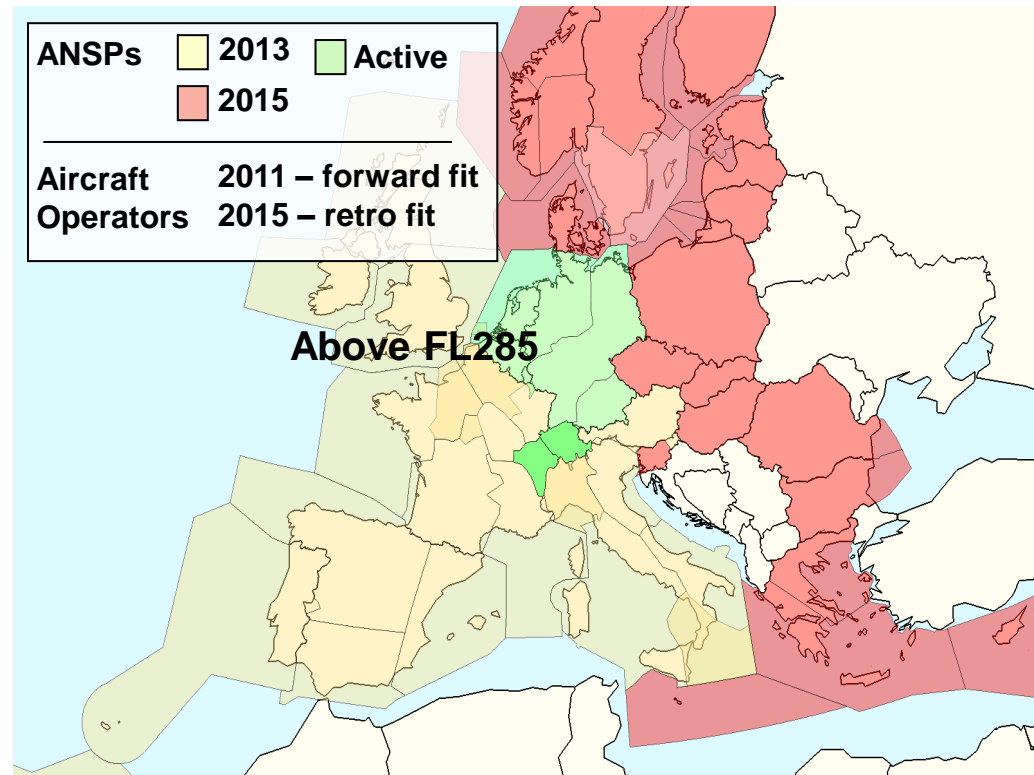 ANSPs 2013 Active
2015
Aircraft 2011 – forward fit
Operators 2015 – retro fit
Above FL285